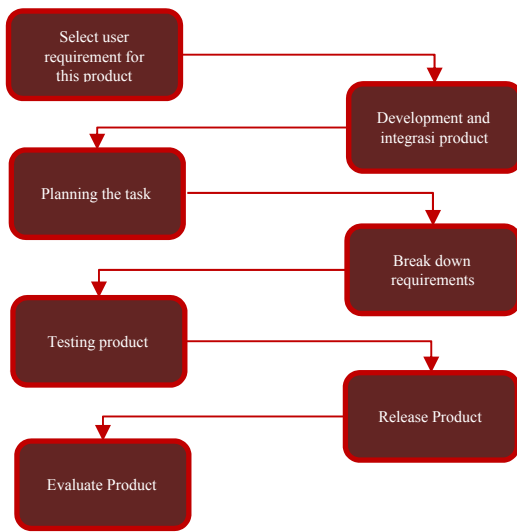 Select user
requirement for
this product
Development and
integrasi product
Planning the task
Break down
requirements
Testing product
Release Product
Evaluate Product